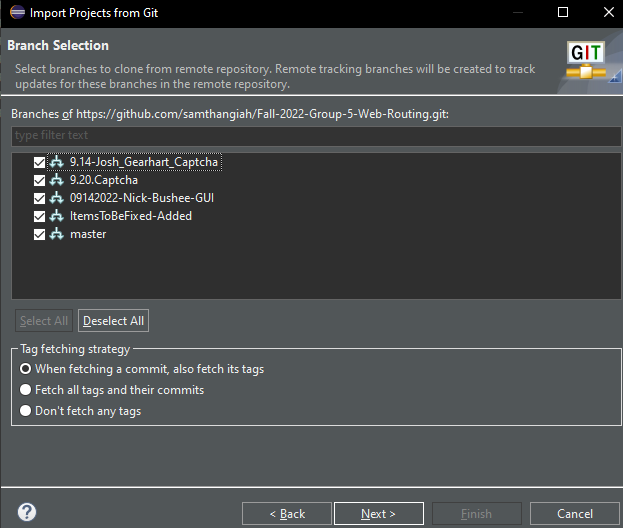 Import Projects from Git
Branch Selection
Select branches to clone from remote repository. Remote tracking branches will be created to track
updates for these branches in the remote repository.
GIT
Branches of https://github.com/samthangiah/Fall-2022-Group-5-Web-Routing.git:
type filter text
9.14-Josh_Gearhart_Captcha
9.20.Captcha
09142022-Nick-Bushee-GUI
ItemsToBeFixed-Added
master
Select All Deselect All
Tag fetching strategy
When fetching a commit, also fetch its tags
Fetch all tags and their commits
Don't fetch any tags
? < Back Next > Finish Cancel